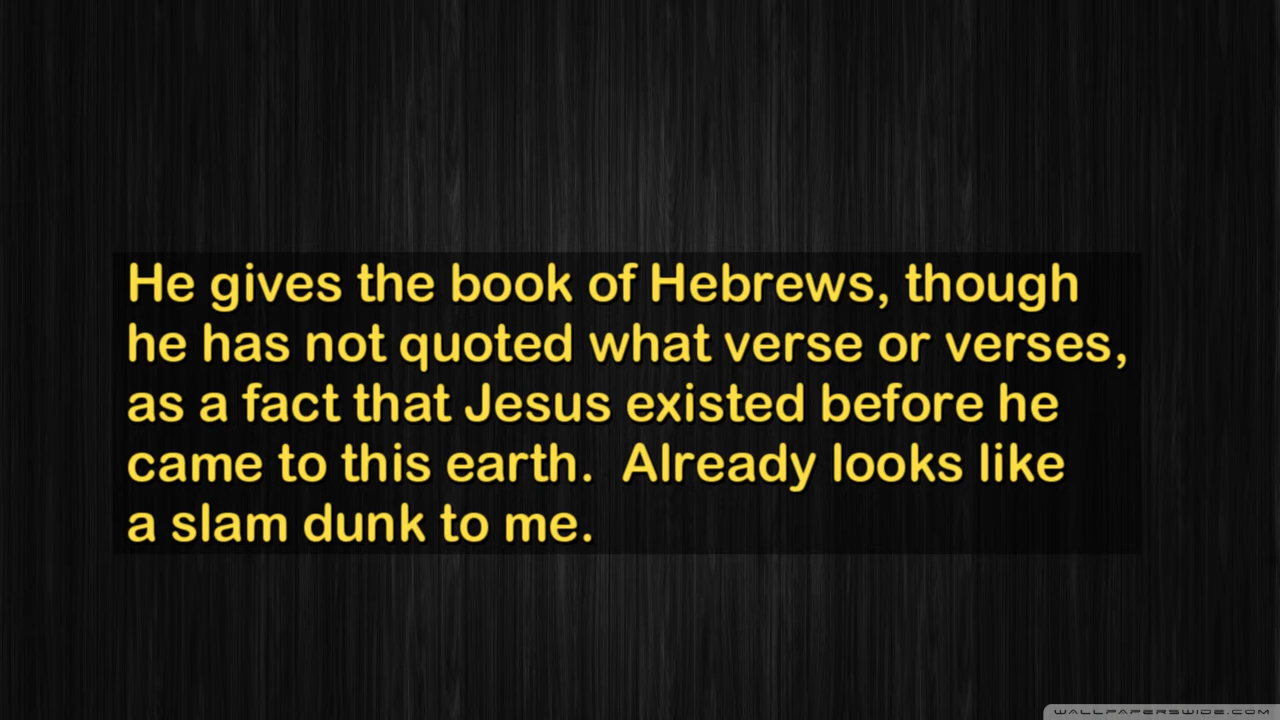 He gives the book of Hebrews, though
he has not quoted what verse or verses,
as a fact that Jesus existed before he
came to this earth.  Already looks like
a slam dunk to me.
WALLPAPERSWIDE.COM